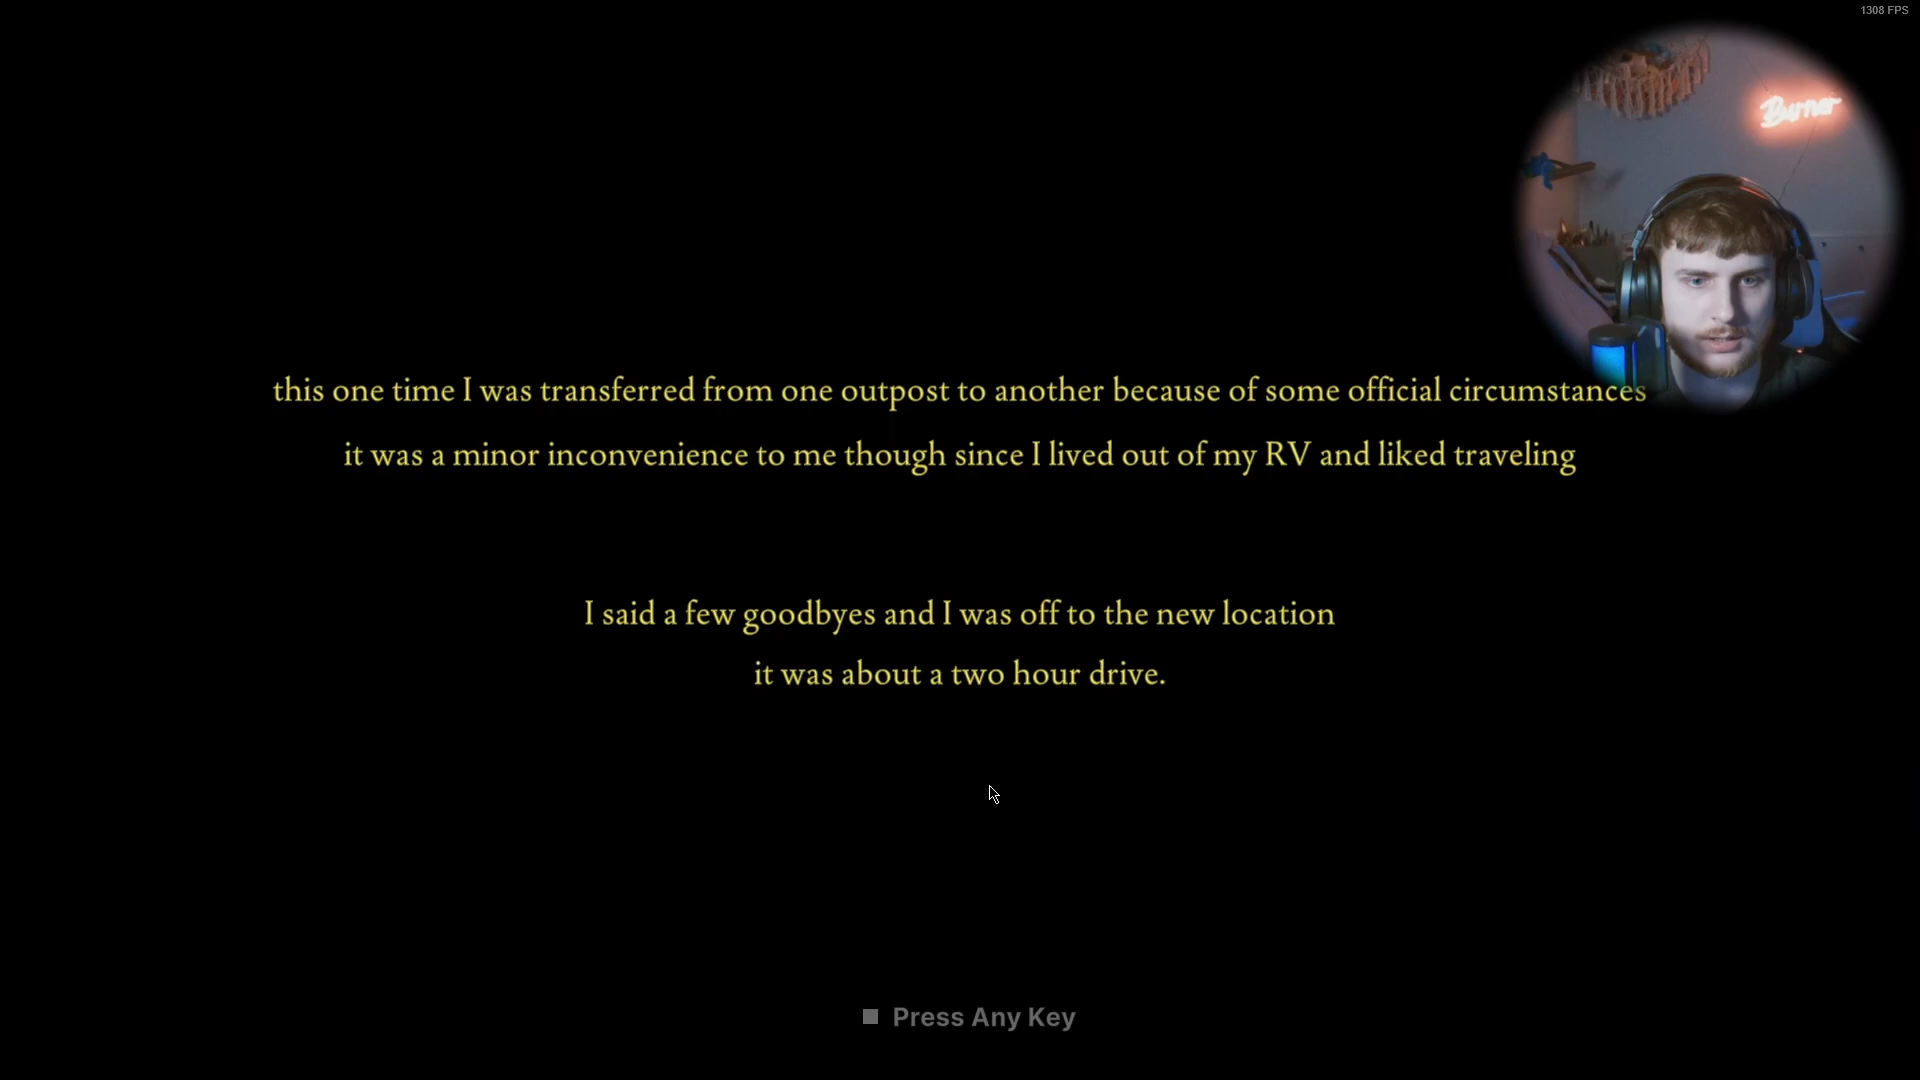 1308 FPS
Burner
this one time I was transferred from one outpost to another because of some official circumstances
it was a minor inconvenience to me though since I lived out of my RV and liked traveling
I said a few goodbyes and I was off to the new location
it was about a two hour drive.
Press Any Key